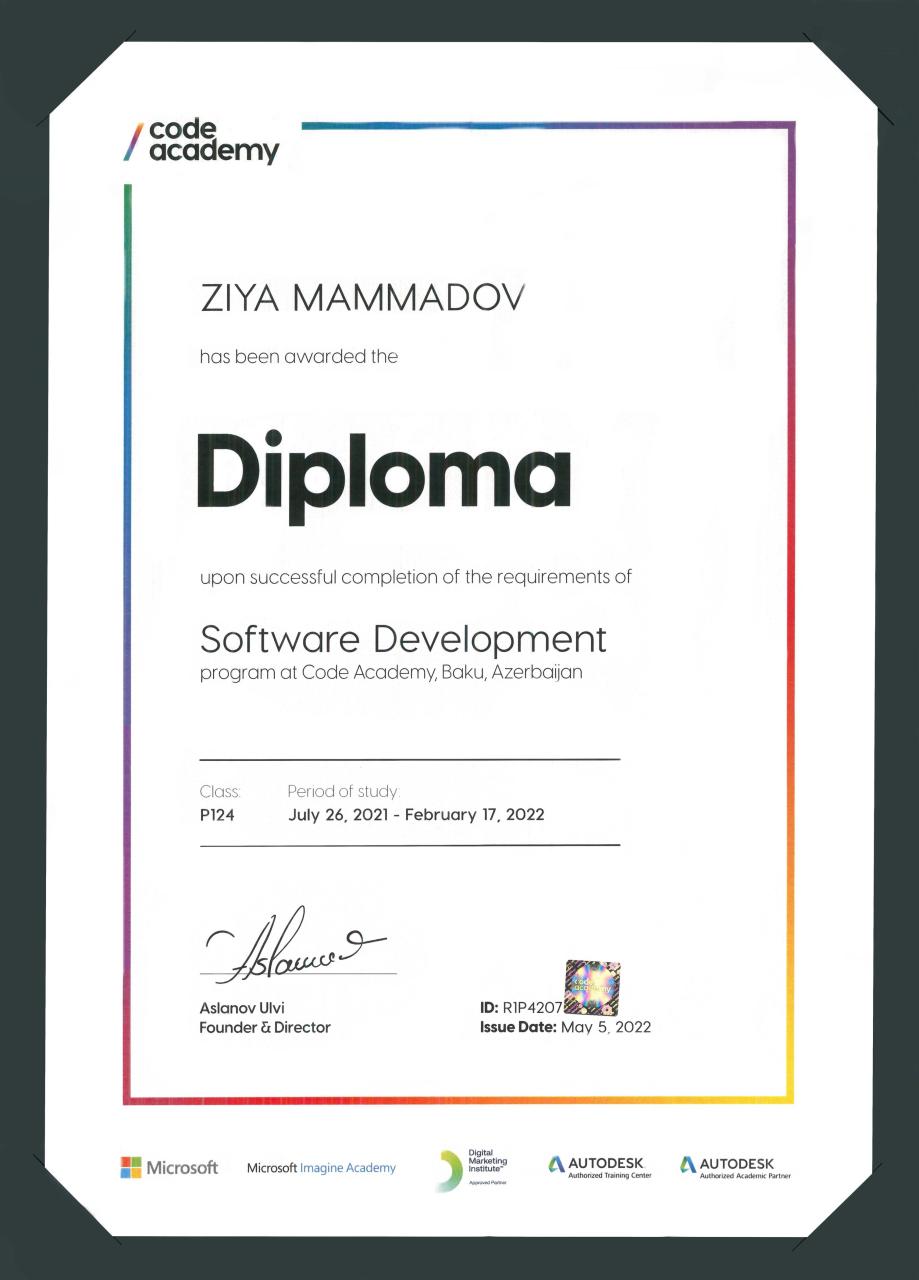 code
academy
ZIYA MAMMADOV
has been awarded the
Diploma
upon successful completion of the requirements of
Software Development
program at Code Academy, Baku, Azerbaijan
Class:
Period of study:
P124
July 26, 2021 - February 17, 2022
Aslanov Ulvi
Founder & Director
code
academy
ID: R1P4207
Issue Date: May 5, 2022
Microsoft
Microsoft Imagine Academy
Digital
Marketing
Institute™
Approved Partner
AUTODESK.
Authorized Training Center
AUTODESK
Authorized Academic Partner